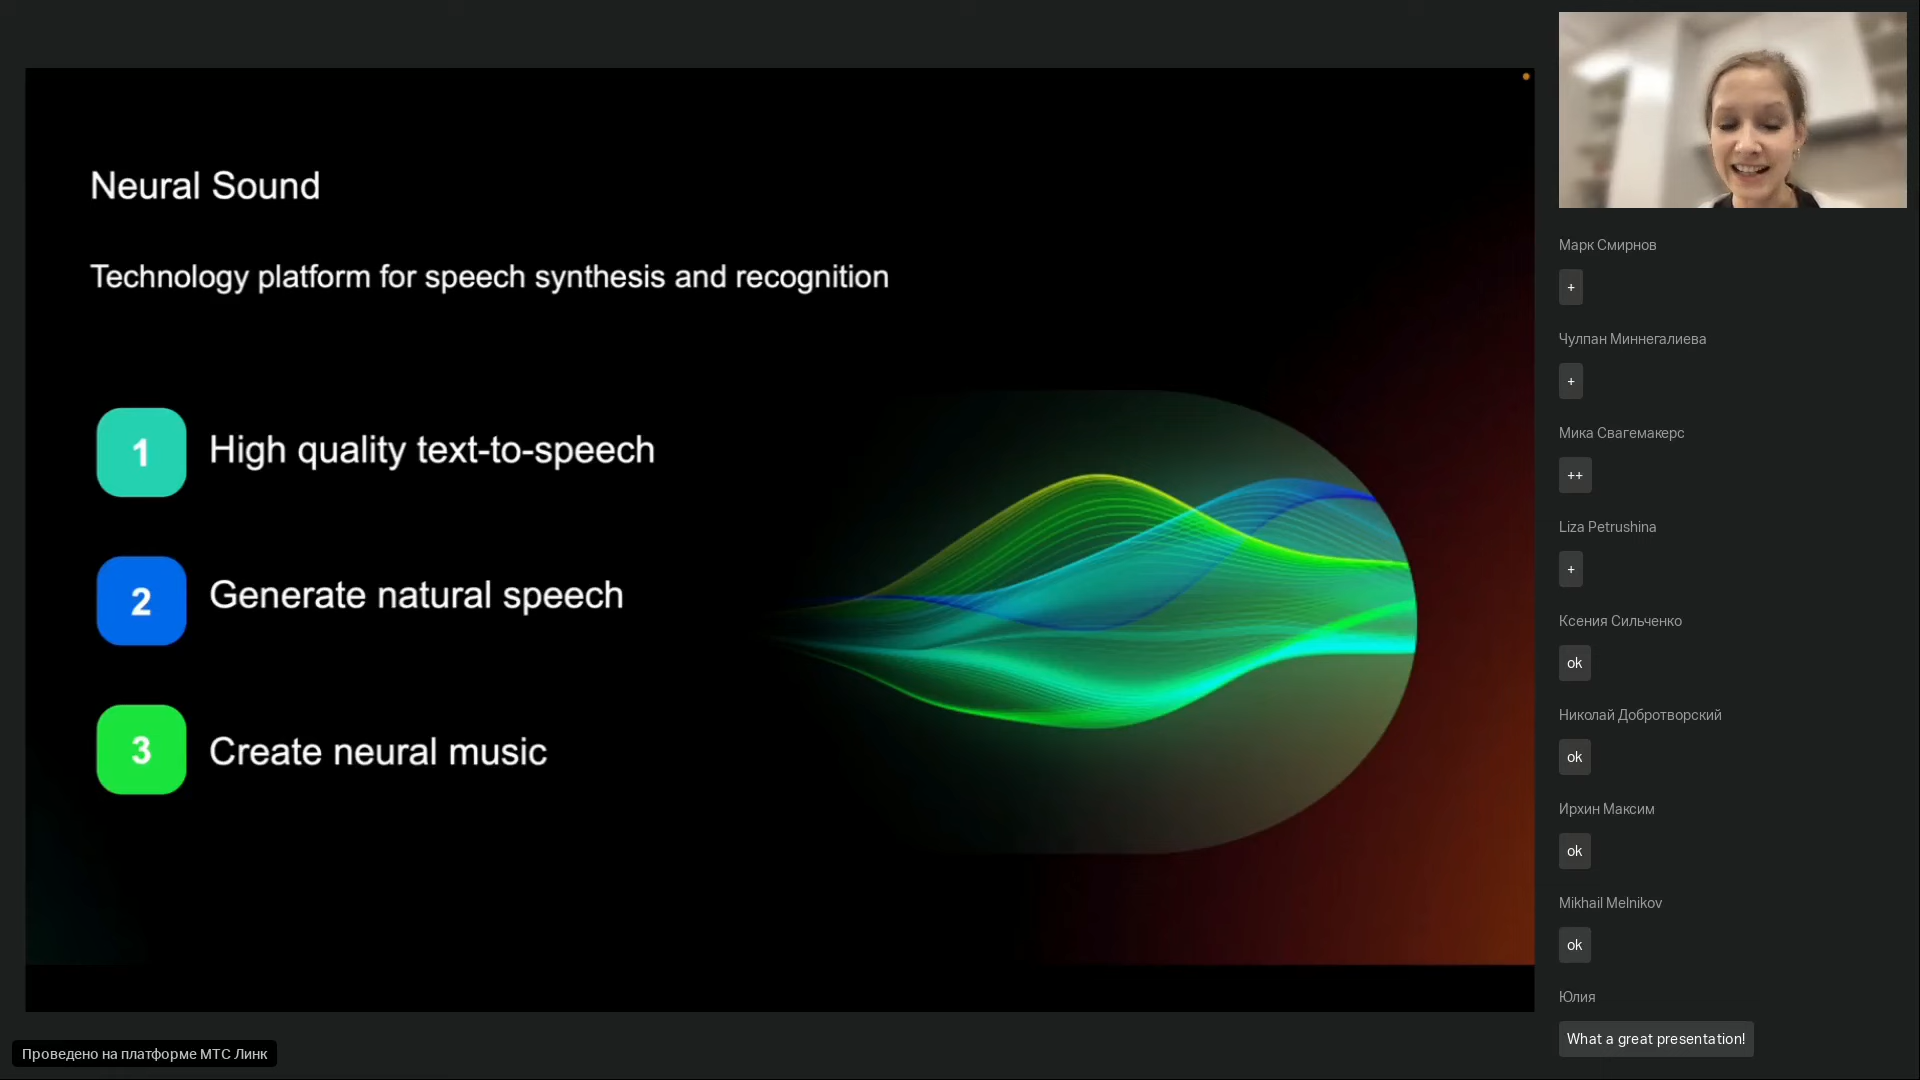 Neural Sound
Technology platform for speech synthesis and recognition
1
High quality text-to-speech
2
Generate natural speech
3
Create neural music
Проведено на платформе МТС Линк
Марк Смирнов
+
Чулпан Миннегалиева
+
Мика Свагемакерс
++
Liza Petrushina
+
Ксения Сильченко
ok
Николай Добротворский
ok
Ирхин Максим
ok
Mikhail Melnikov
ok
Юлия
What a great presentation!